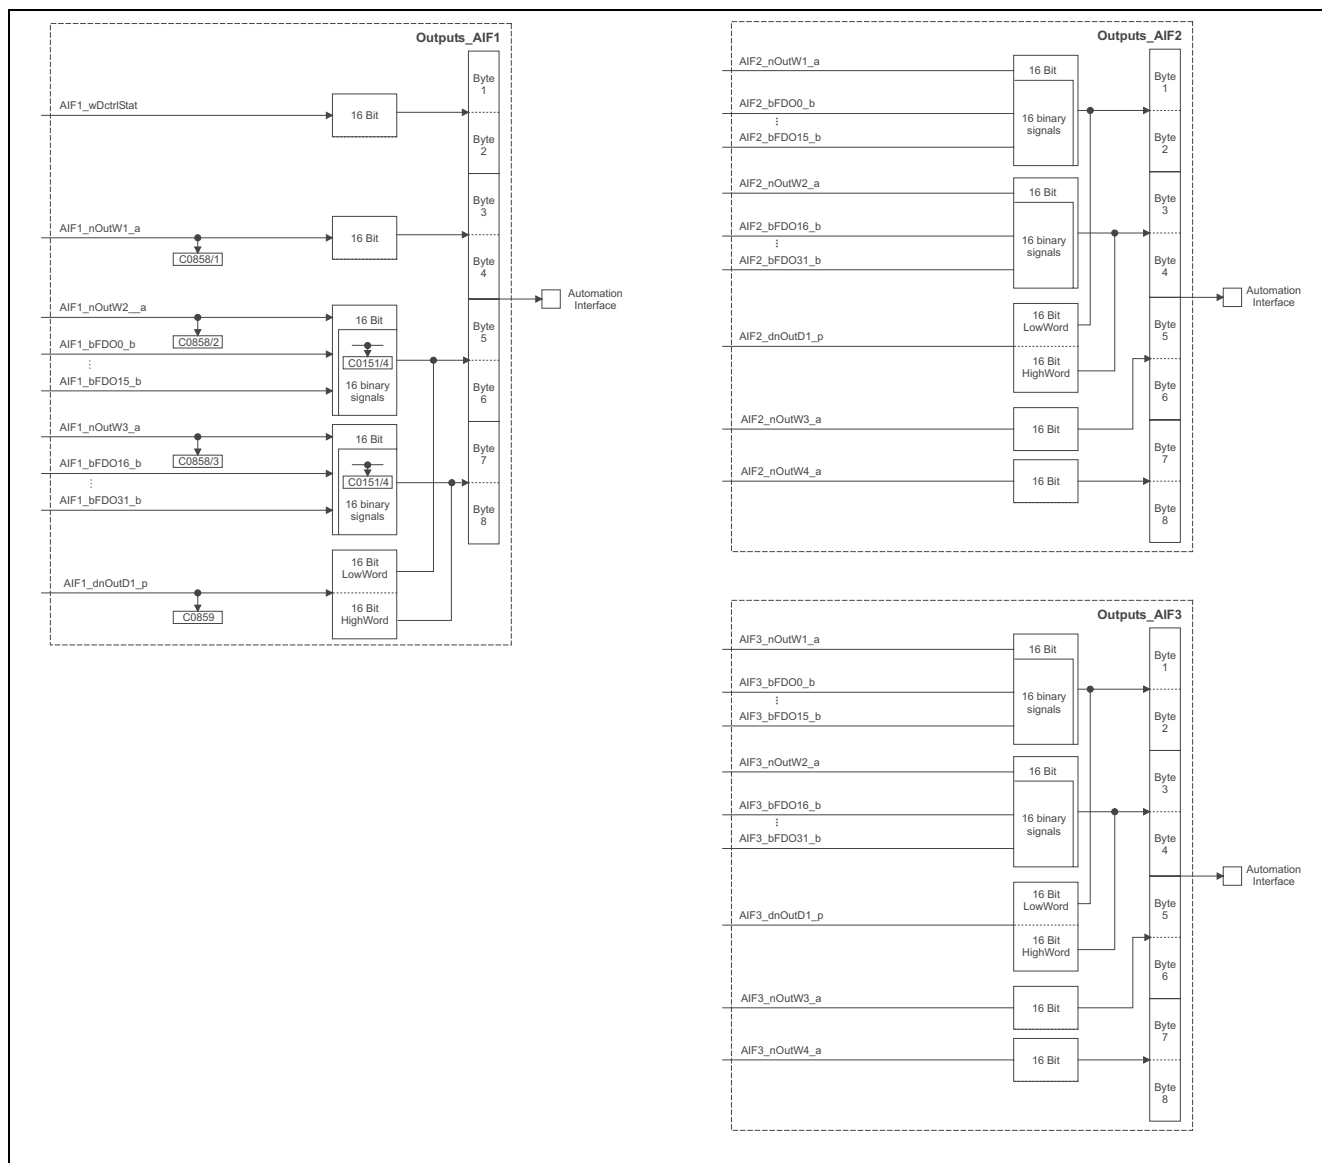 Outputs_AIF1
AIF1_wDctrlStat
16 Bit
Byte
1
Byte
2
AIF1_nOutW1_a
C0858/1
16 Bit
Byte
3
Byte
4
Automation
Interface
AIF1_nOutW2__a
C0858/2
AIF1_bFDO0_b
⋮
AIF1_bFDO15_b
16 Bit
C0151/4
16 binary
signals
Byte
5
Byte
6
AIF1_nOutW3_a
C0858/3
AIF1_bFDO16_b
⋮
AIF1_bFDO31_b
16 Bit
C0151/4
16 binary
signals
Byte
7
Byte
8
AIF1_dnOutD1_p
C0859
16 Bit
LowWord
16 Bit
HighWord
Outputs_AIF2
AIF2_nOutW1_a
AIF2_bFDO0_b
⋮
AIF2_bFDO15_b
16 Bit
16 binary
signals
Byte
1
Byte
2
AIF2_nOutW2_a
AIF2_bFDO16_b
⋮
AIF2_bFDO31_b
16 Bit
16 binary
signals
Byte
3
Byte
4
Automation
Interface
AIF2_dnOutD1_p
16 Bit
LowWord
16 Bit
HighWord
Byte
5
Byte
6
AIF2_nOutW3_a
16 Bit
AIF2_nOutW4_a
16 Bit
Byte
7
Byte
8
Outputs_AIF3
AIF3_nOutW1_a
AIF3_bFDO0_b
⋮
AIF3_bFDO15_b
16 Bit
16 binary
signals
Byte
1
Byte
2
AIF3_nOutW2_a
AIF3_bFDO16_b
⋮
AIF3_bFDO31_b
16 Bit
16 binary
signals
Byte
3
Byte
4
Automation
Interface
AIF3_dnOutD1_p
16 Bit
LowWord
16 Bit
HighWord
Byte
5
Byte
6
AIF3_nOutW3_a
16 Bit
AIF3_nOutW4_a
16 Bit
Byte
7
Byte
8